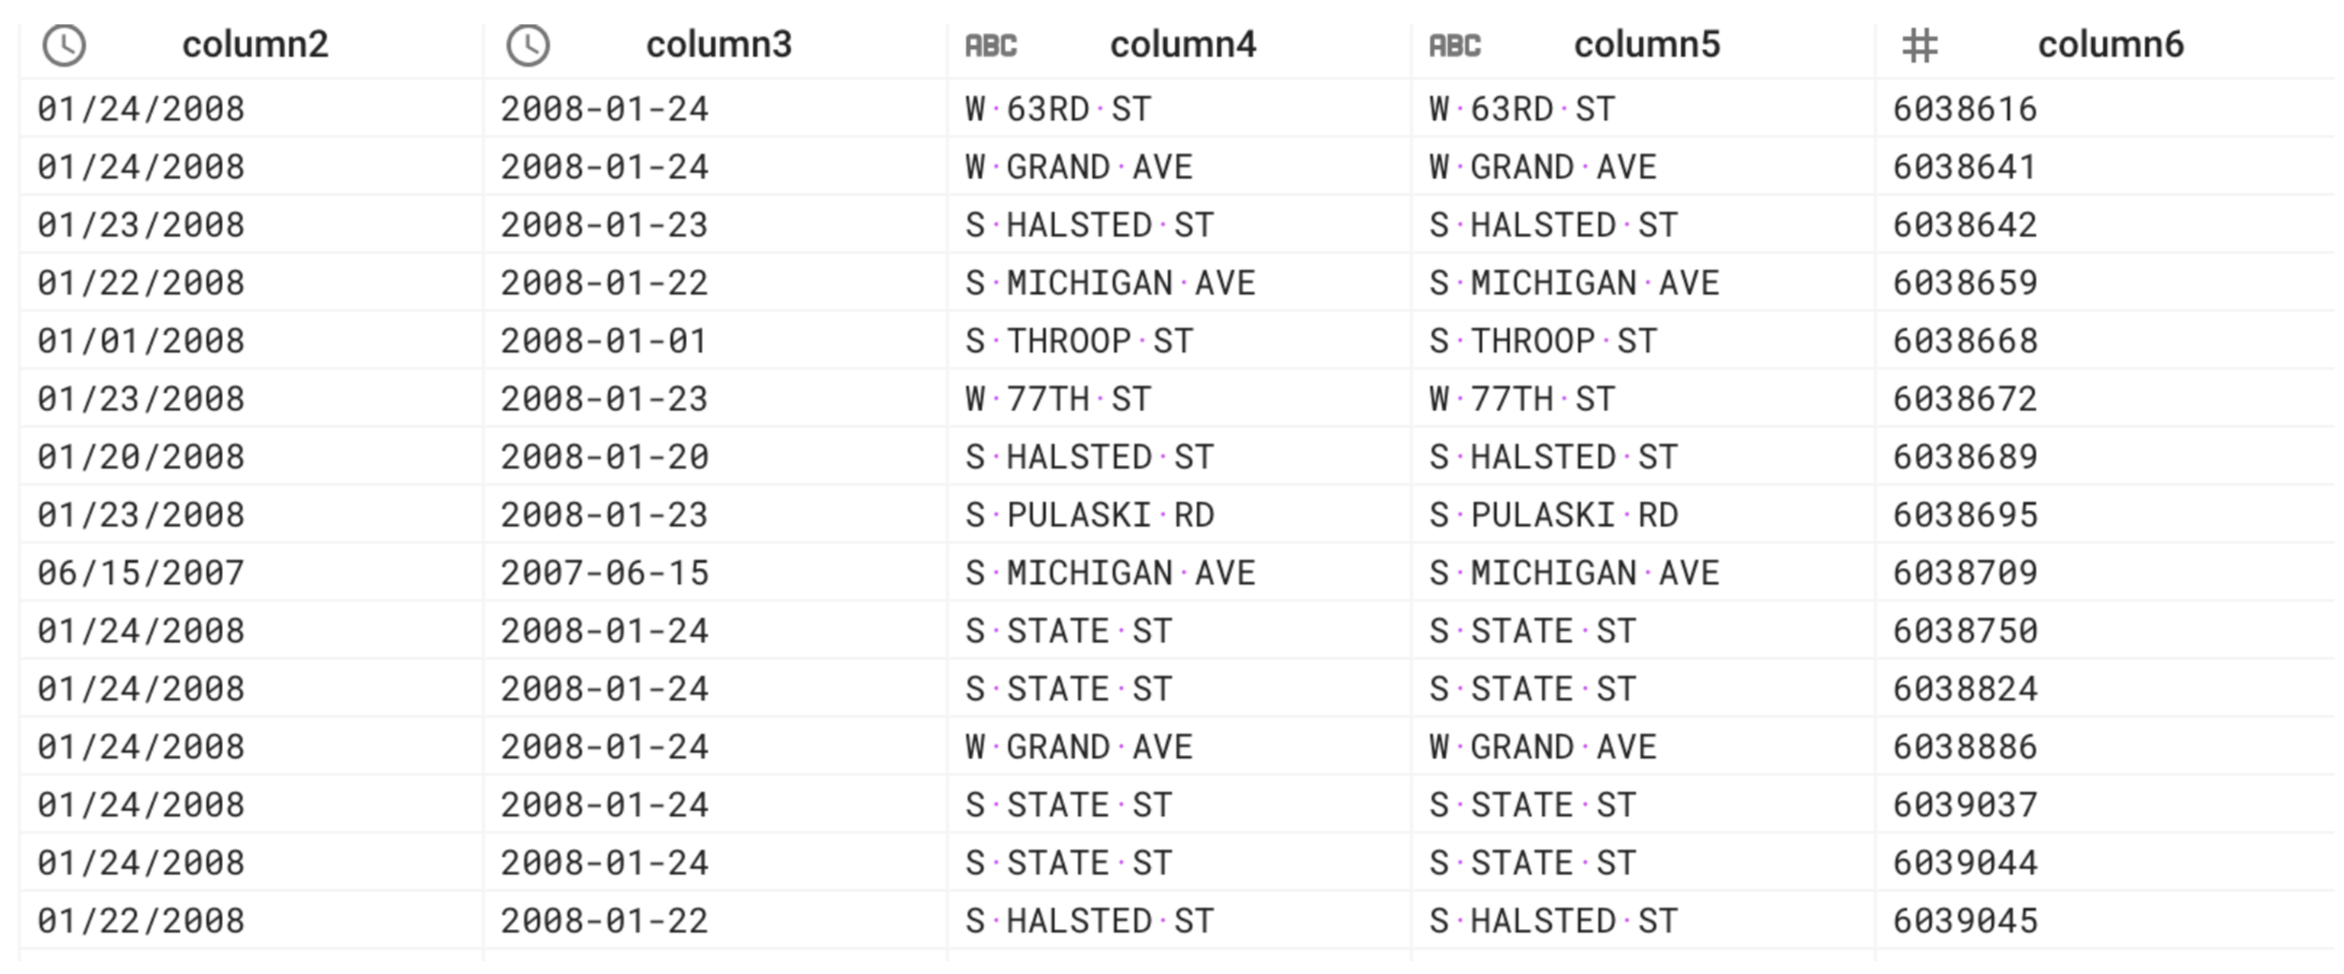 column2 ABC column3 ABC column4 column5 column6
01/24/2008 2008-01-24 W·63RD·ST W·63RD·ST 6038616
01/24/2008 2008-01-24 W·GRAND·AVE W·GRAND·AVE 6038641
01/23/2008 2008-01-23 S·HALSTED·ST S·HALSTED·ST 6038642
01/22/2008 2008-01-22 S·MICHIGAN·AVE S·MICHIGAN·AVE 6038659
01/01/2008 2008-01-01 S·THROOP·ST S·THROOP·ST 6038668
01/23/2008 2008-01-23 W·77TH·ST W·77TH·ST 6038672
01/20/2008 2008-01-20 S·HALSTED·ST S·HALSTED·ST 6038689
01/23/2008 2008-01-23 S·PULASKI·RD S·PULASKI·RD 6038695
06/15/2007 2007-06-15 S·MICHIGAN·AVE S·MICHIGAN·AVE 6038709
01/24/2008 2008-01-24 S·STATE·ST S·STATE·ST 6038750
01/24/2008 2008-01-24 S·STATE·ST S·STATE·ST 6038824
01/24/2008 2008-01-24 W·GRAND·AVE W·GRAND·AVE 6038886
01/24/2008 2008-01-24 S·STATE·ST S·STATE·ST 6039037
01/24/2008 2008-01-24 S·STATE·ST S·STATE·ST 6039044
01/22/2008 2008-01-22 S·HALSTED·ST S·HALSTED·ST 6039045